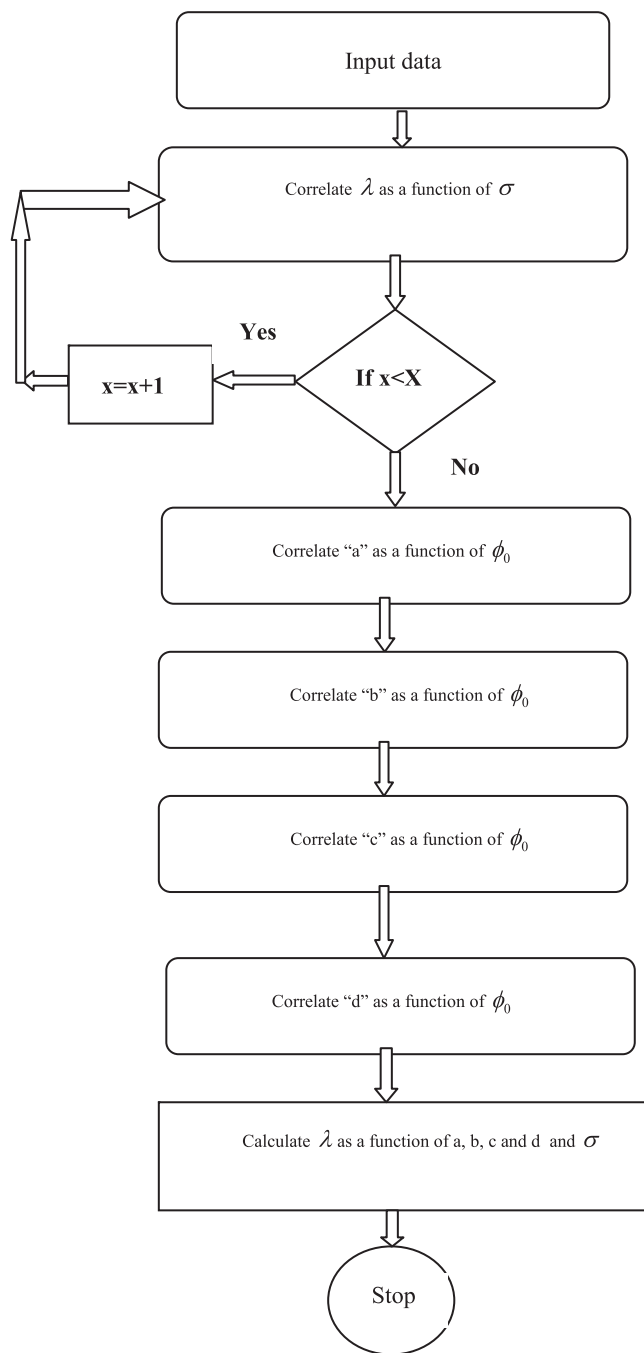 Input data
Correlate λ as a function of σ
Yes
If x<X
x=x+1
No
Correlate “a” as a function of ϕ₀
Correlate “b” as a function of ϕ₀
Correlate “c” as a function of ϕ₀
Correlate “d” as a function of ϕ₀
Calculate λ as a function of a, b, c and d and σ
Stop